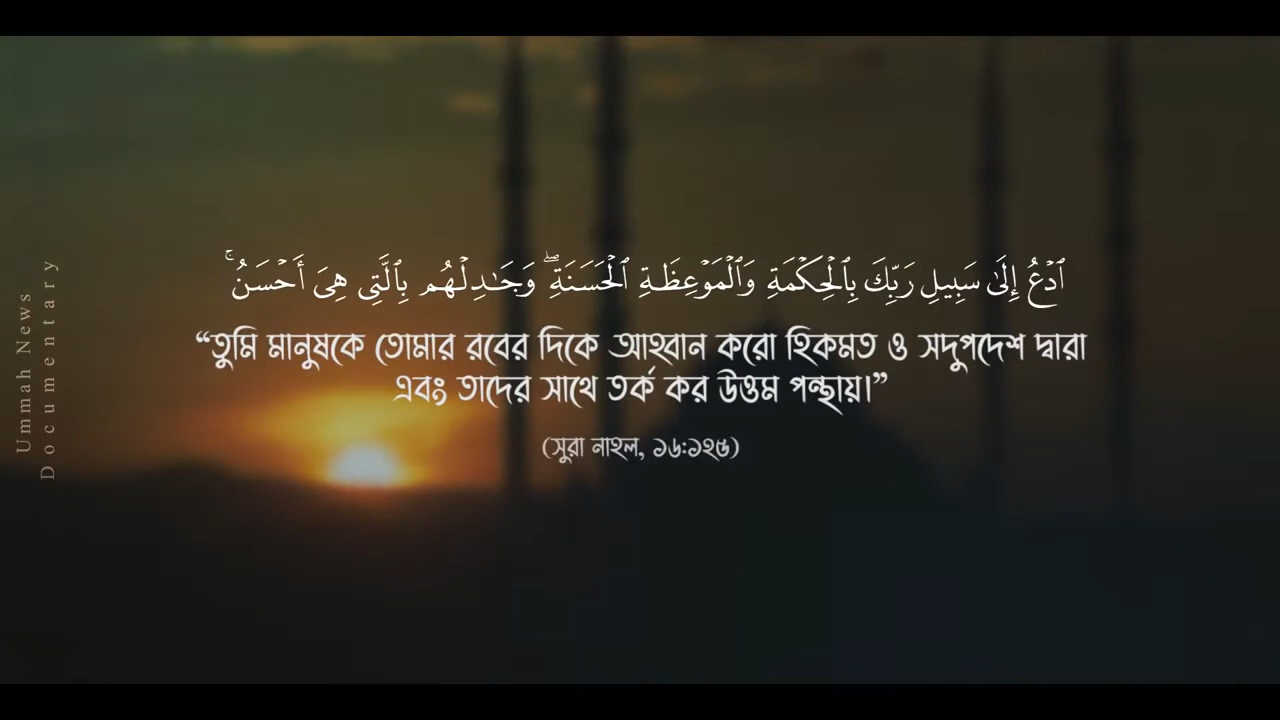 ٱدْعُ إِلَىٰ سَبِيلِ رَبِّكَ بِٱلْحِكْمَةِ وَٱلْمَوْعِظَةِ ٱلْحَسَنَةِ ۖ وَجَـٰدِلْهُم بِٱلَّتِى هِىَ أَحْسَنُ ۚ
“তুমি মানুষকে তোমার রবের দিকে আহবান করো হিকমত ও সদুপদেশ দ্বারা
এবং তাদের সাথে তর্ক কর উত্তম পন্থায়।”
(সুরা নাহল, ১৬:১২৫)
Ummah News
Documentary